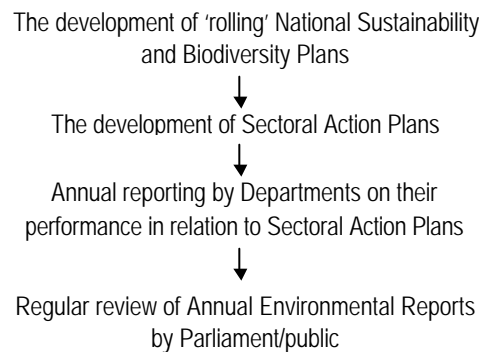 The development of ‘rolling’ National Sustainability
and Biodiversity Plans
The development of Sectoral Action Plans
Annual reporting by Departments on their
performance in relation to Sectoral Action Plans
Regular review of Annual Environmental Reports
by Parliament/public